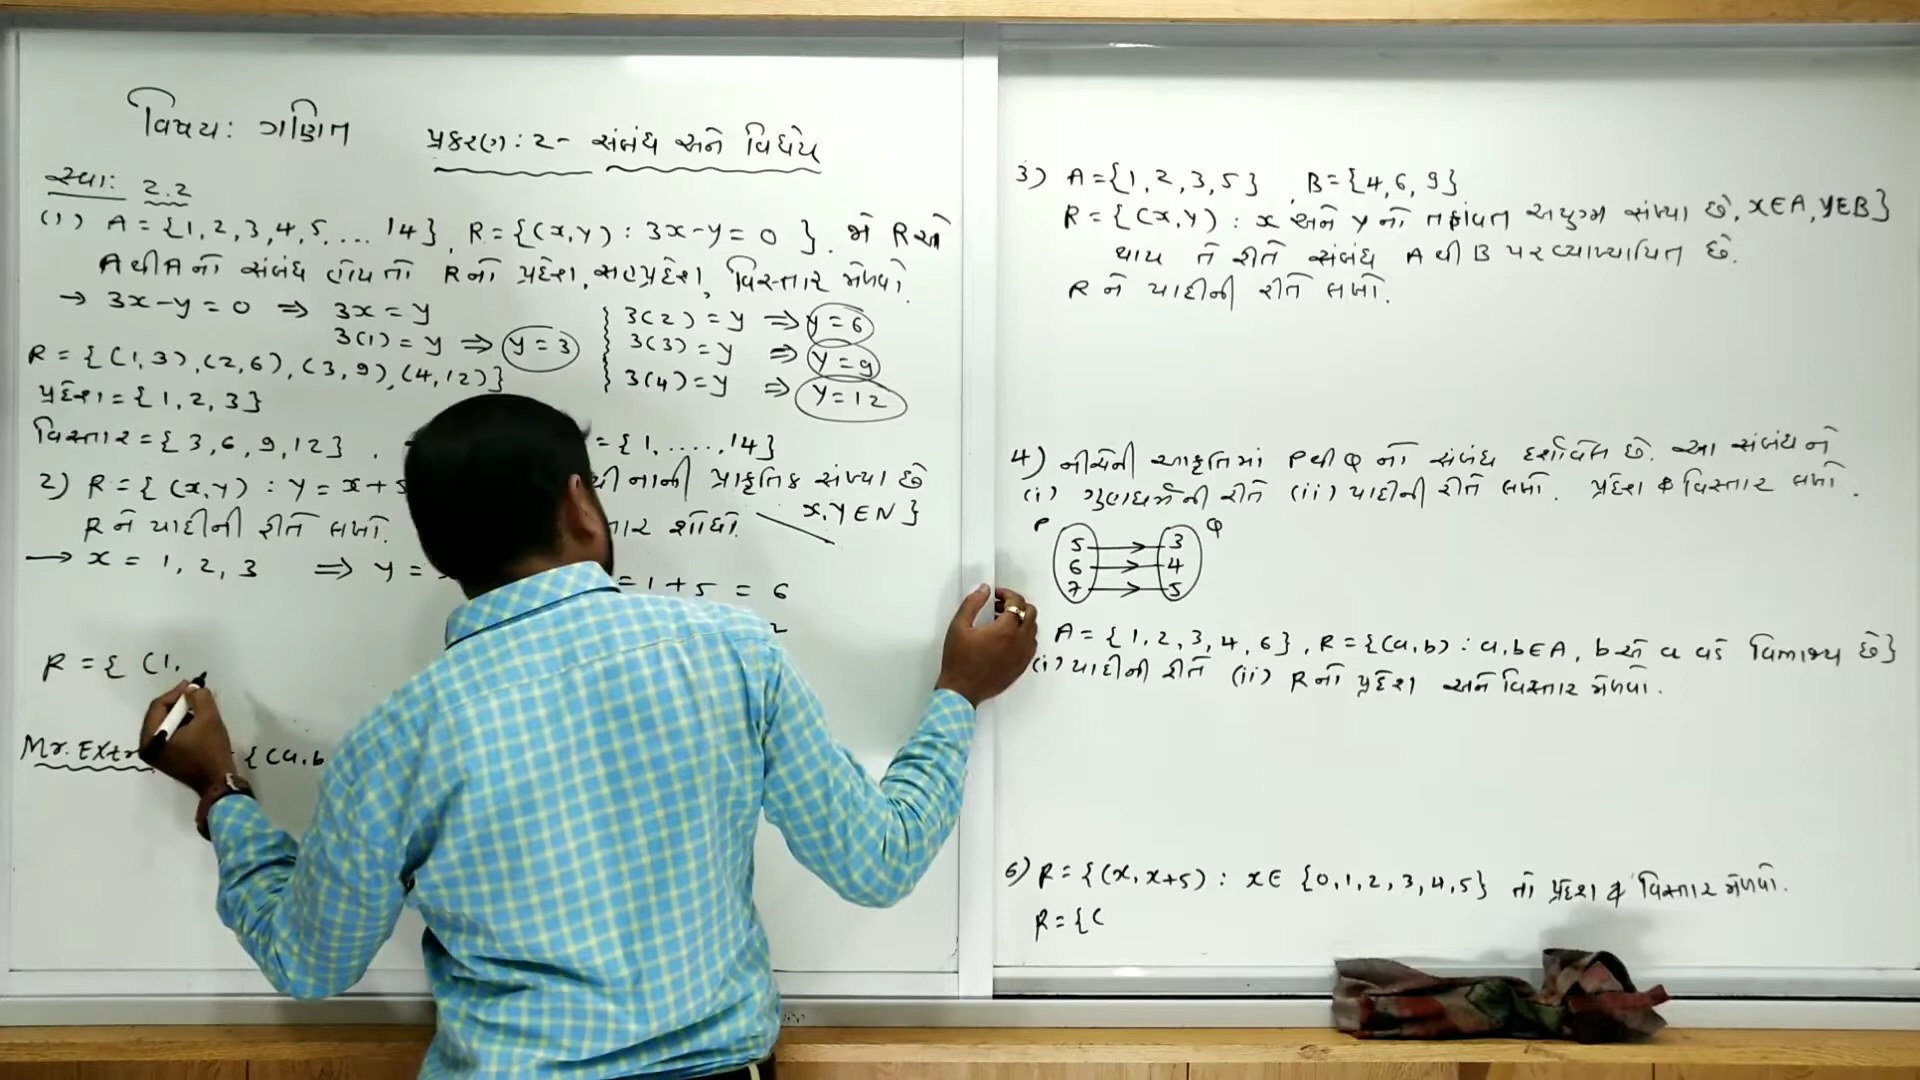 વિષય: ગણિત
પ્રકરણ: 2 - સંબંધ અને વિધેય
સ્વા: 2.2
(1) A = {1, 2, 3, 4, 5, ... 14}, R = {(x, y) : 3x - y = 0 }. જો R એ
A થી A નો સંબંધ હોય તો R નો પ્રદેશ, સહપ્રદેશ, વિસ્તાર મેળવો.
→ 3x - y = 0 ⇒ 3x = y
3(1) = y ⇒ y = 3
3(2) = y ⇒ y = 6
3(3) = y ⇒ y = 9
3(4) = y ⇒ y = 12
R = {(1, 3), (2, 6), (3, 9), (4, 12)}
પ્રદેશ = {1, 2, 3}
વિસ્તાર = {3, 6, 9, 12} .
= {1, ....., 14}
2) R = { (x, y) : y = x + 5
થી નાની પ્રાકૃતિક સંખ્યા છે
x, y ∈ N }
R ને યાદીની રીતે લખો.
શોધો.
→ x = 1, 2, 3 ⇒ y =
= 1 + 5 = 6
R = { (1,
Mr. Extr
{(a, b
3) A = {1, 2, 3, 5} , B = {4, 6, 9}
R = {(x, y) : x અને y નો તફાવત અયુગ્મ સંખ્યા છે, x ∈ A, y ∈ B}
થાય તે રીતે સંબંધ A થી B પર વ્યાખ્યાયિત છે.
R ને યાદીની રીતે લખો.
4) નીચેની આકૃતિમાં P થી Q નો સંબંધ દર્શાવેલ છે. આ સંબંધ ને
(i) ગુણધર્મની રીતે (ii) યાદીની રીતે લખો. પ્રદેશ & વિસ્તાર લખો.
P Q
5 → 3
6 → 4
7 → 5
A = {1, 2, 3, 4, 6}, R = {(a, b) : a, b ∈ A, b એ a વડે વિભાજ્ય છે}
(i) યાદીની રીતે (ii) R નો પ્રદેશ અને વિસ્તાર મેળવો.
6) R = {(x, x+5) : x ∈ {0, 1, 2, 3, 4, 5} તો પ્રદેશ & વિસ્તાર મેળવો.
R = {(